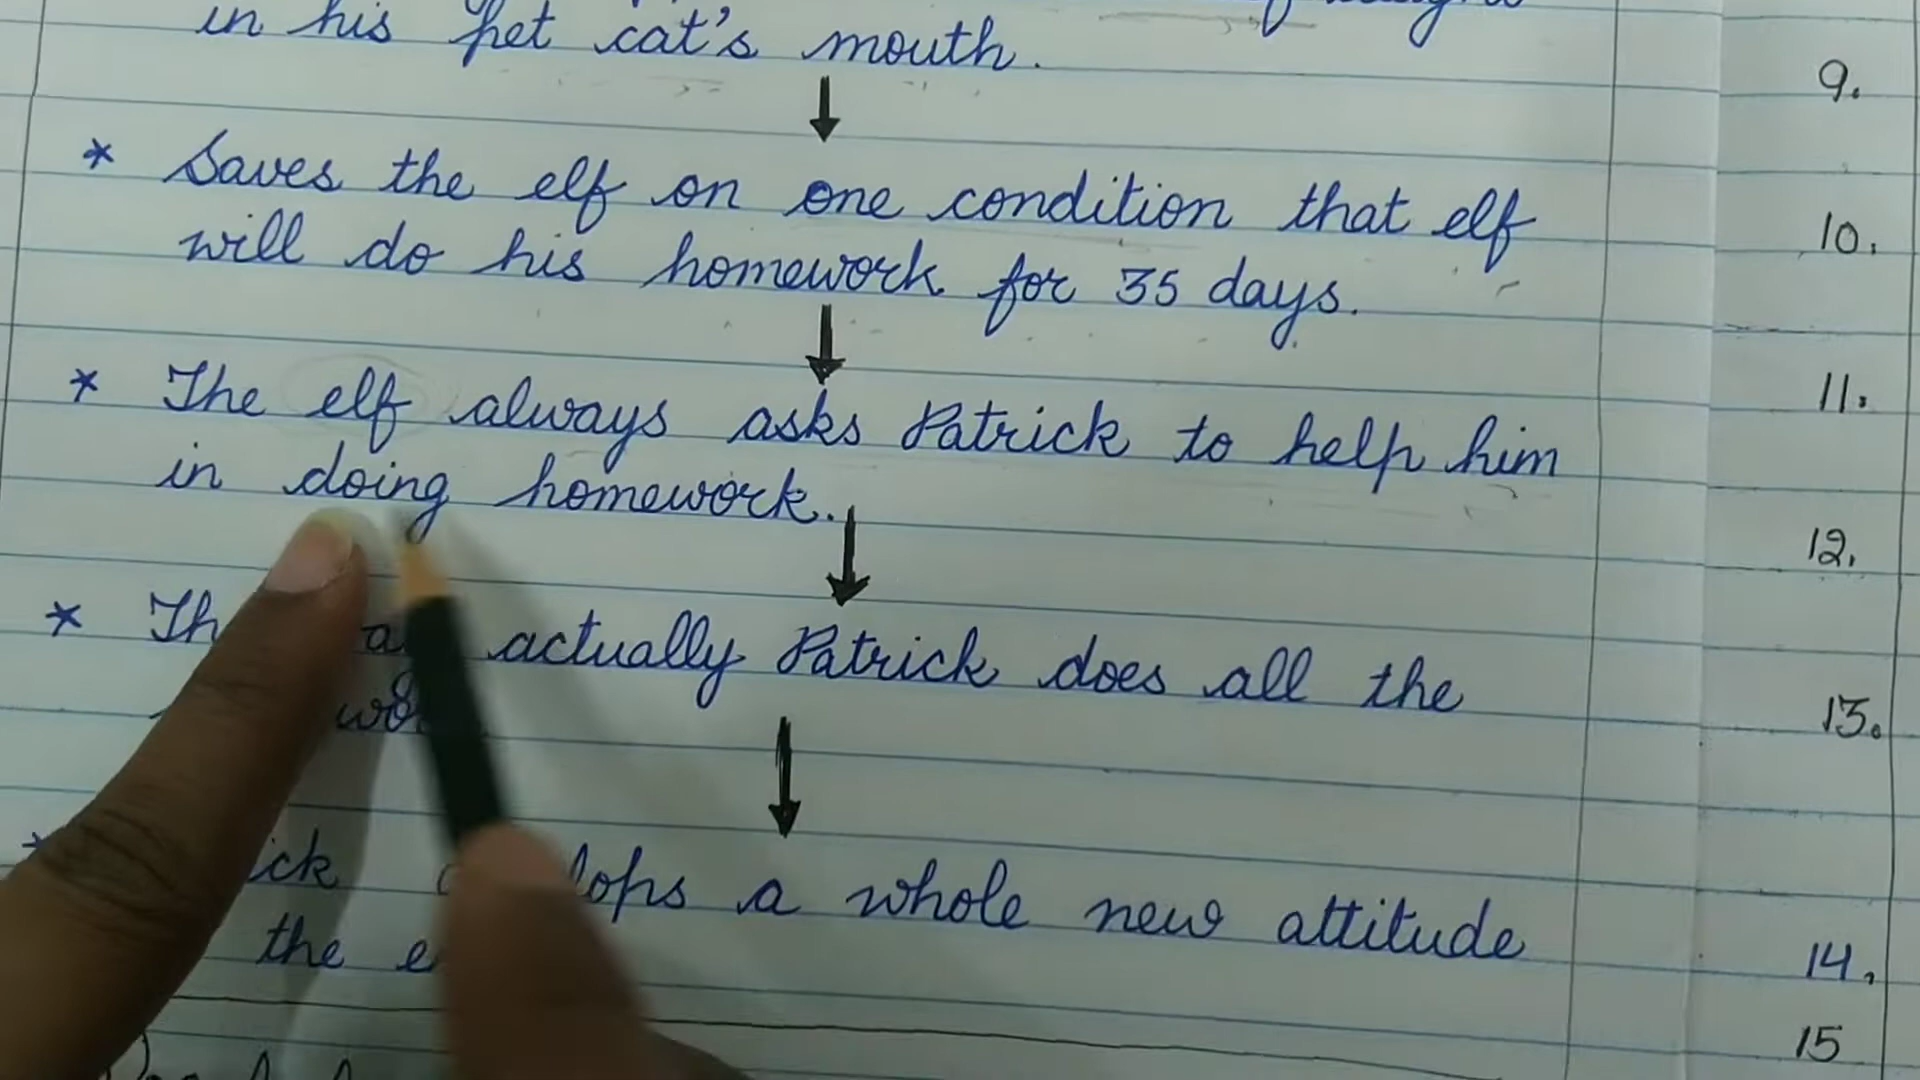 in his pet cat's mouth.
9.
* Saves the elf on one condition that elf
10.
will do his homework for 35 days.
* The elf always asks Patrick to help him
11.
in doing homework.
12.
* actually Patrick does all the
13.
* a whole new attitude
the
14.
15